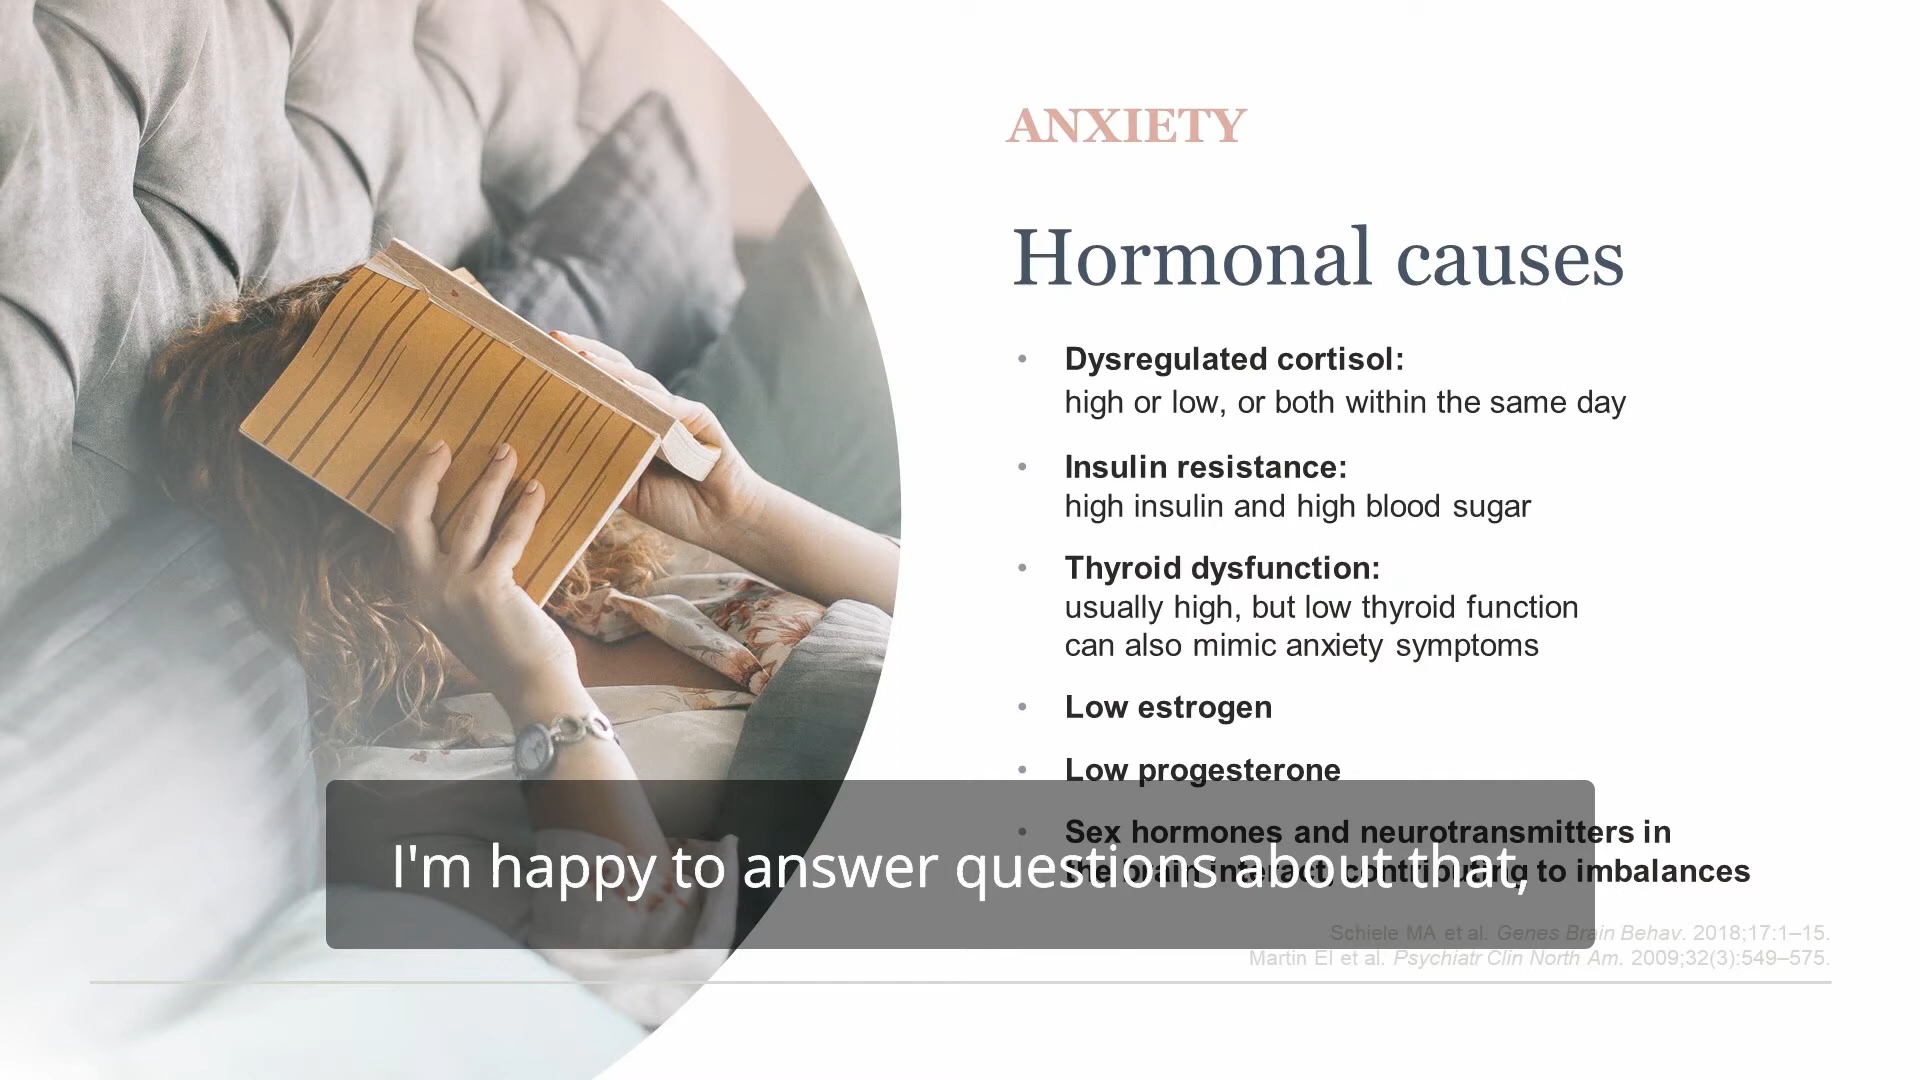 ANXIETY
Hormonal causes
• Dysregulated cortisol:
high or low, or both within the same day
• Insulin resistance:
high insulin and high blood sugar
• Thyroid dysfunction:
usually high, but low thyroid function
can also mimic anxiety symptoms
• Low estrogen
• Low progesterone
• Sex hormones and neurotransmitters in
the brain interact, contributing to imbalances
I'm happy to answer questions about that,
Schiele MA et al. Genes Brain Behav. 2018;17:1–15.
Martin EI et al. Psychiatr Clin North Am. 2009;32(3):549–575.